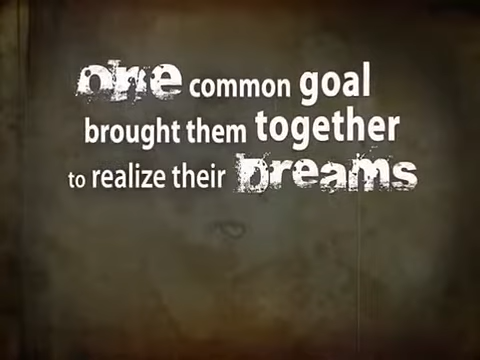 one common goal
brought them together
to realize their Dreams